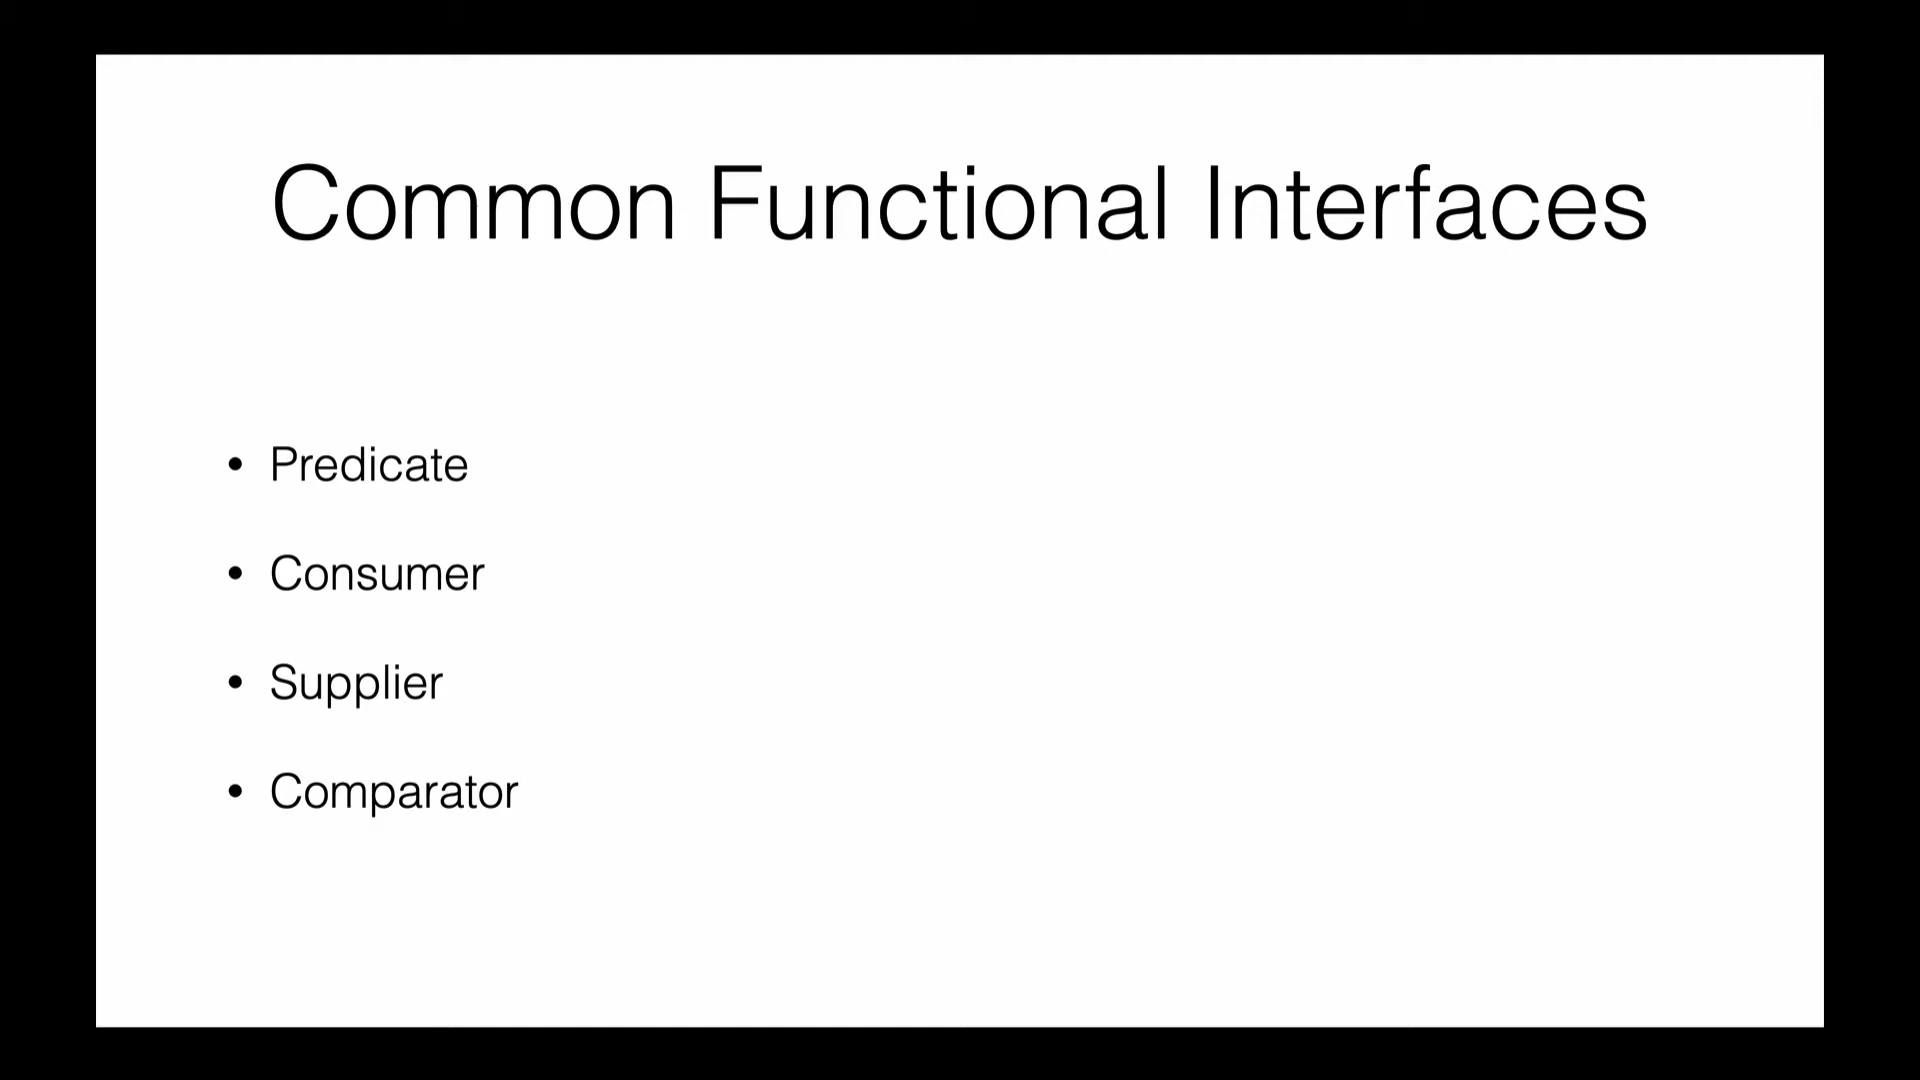 Common Functional Interfaces
• Predicate
• Consumer
• Supplier
• Comparator